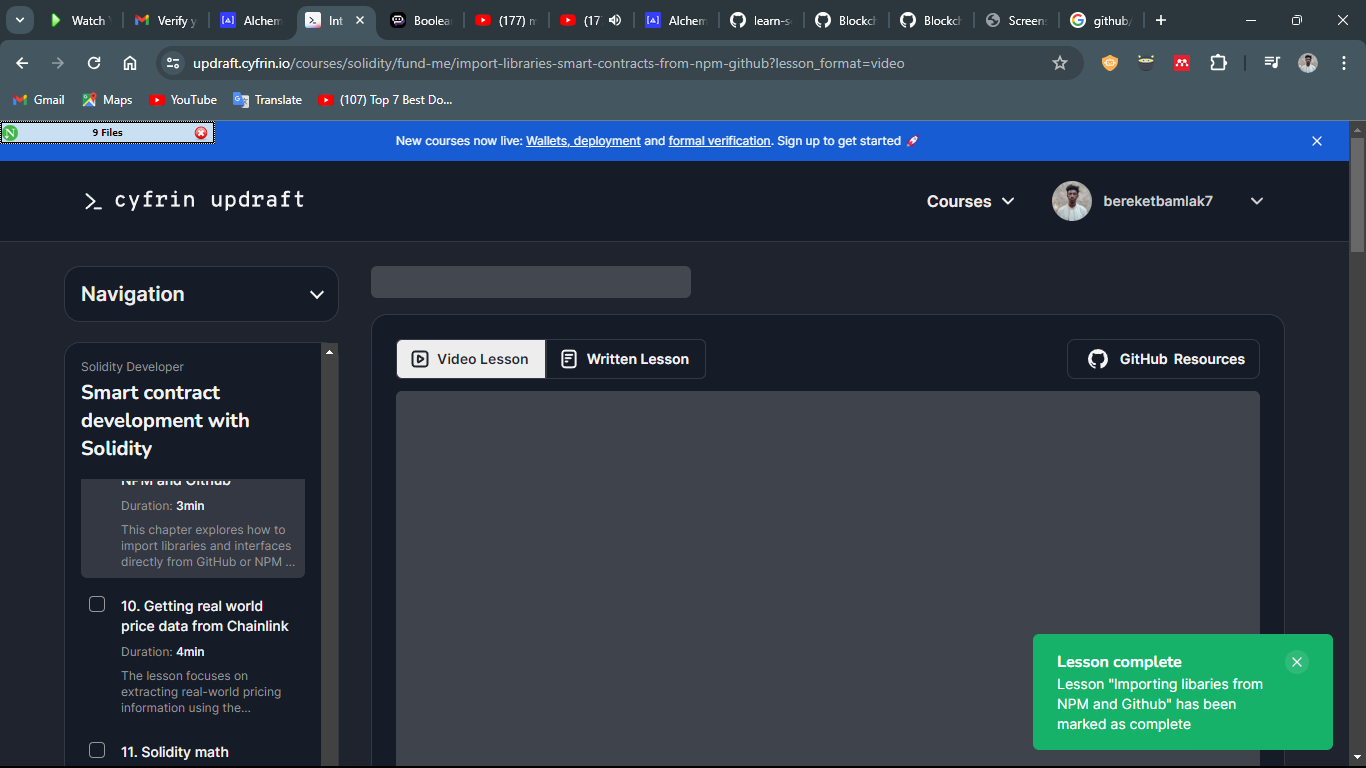 Watch
Verify y
Alchem
Int
Boolea
(177) m
(17
Alchem
learn-s
Blockch
Blockch
Screen
github/
updraft.cyfrin.io/courses/solidity/fund-me/import-libraries-smart-contracts-from-npm-github?lesson_format=video
Gmail
Maps
YouTube
Translate
(107) Top 7 Best Do...
9 Files
New courses now live: Wallets, deployment and formal verification. Sign up to get started 🚀
>_ cyfrin updraft
Courses
bereketbamlak7
Navigation
Solidity Developer
Smart contract
development with
Solidity
NPM and Github
Duration: 3min
This chapter explores how to
import libraries and interfaces
directly from GitHub or NPM ...
10. Getting real world
price data from Chainlink
Duration: 4min
The lesson focuses on
extracting real-world pricing
information using the...
11. Solidity math
Video Lesson
Written Lesson
GitHub Resources
Lesson complete
Lesson "Importing libaries from
NPM and Github" has been
marked as complete